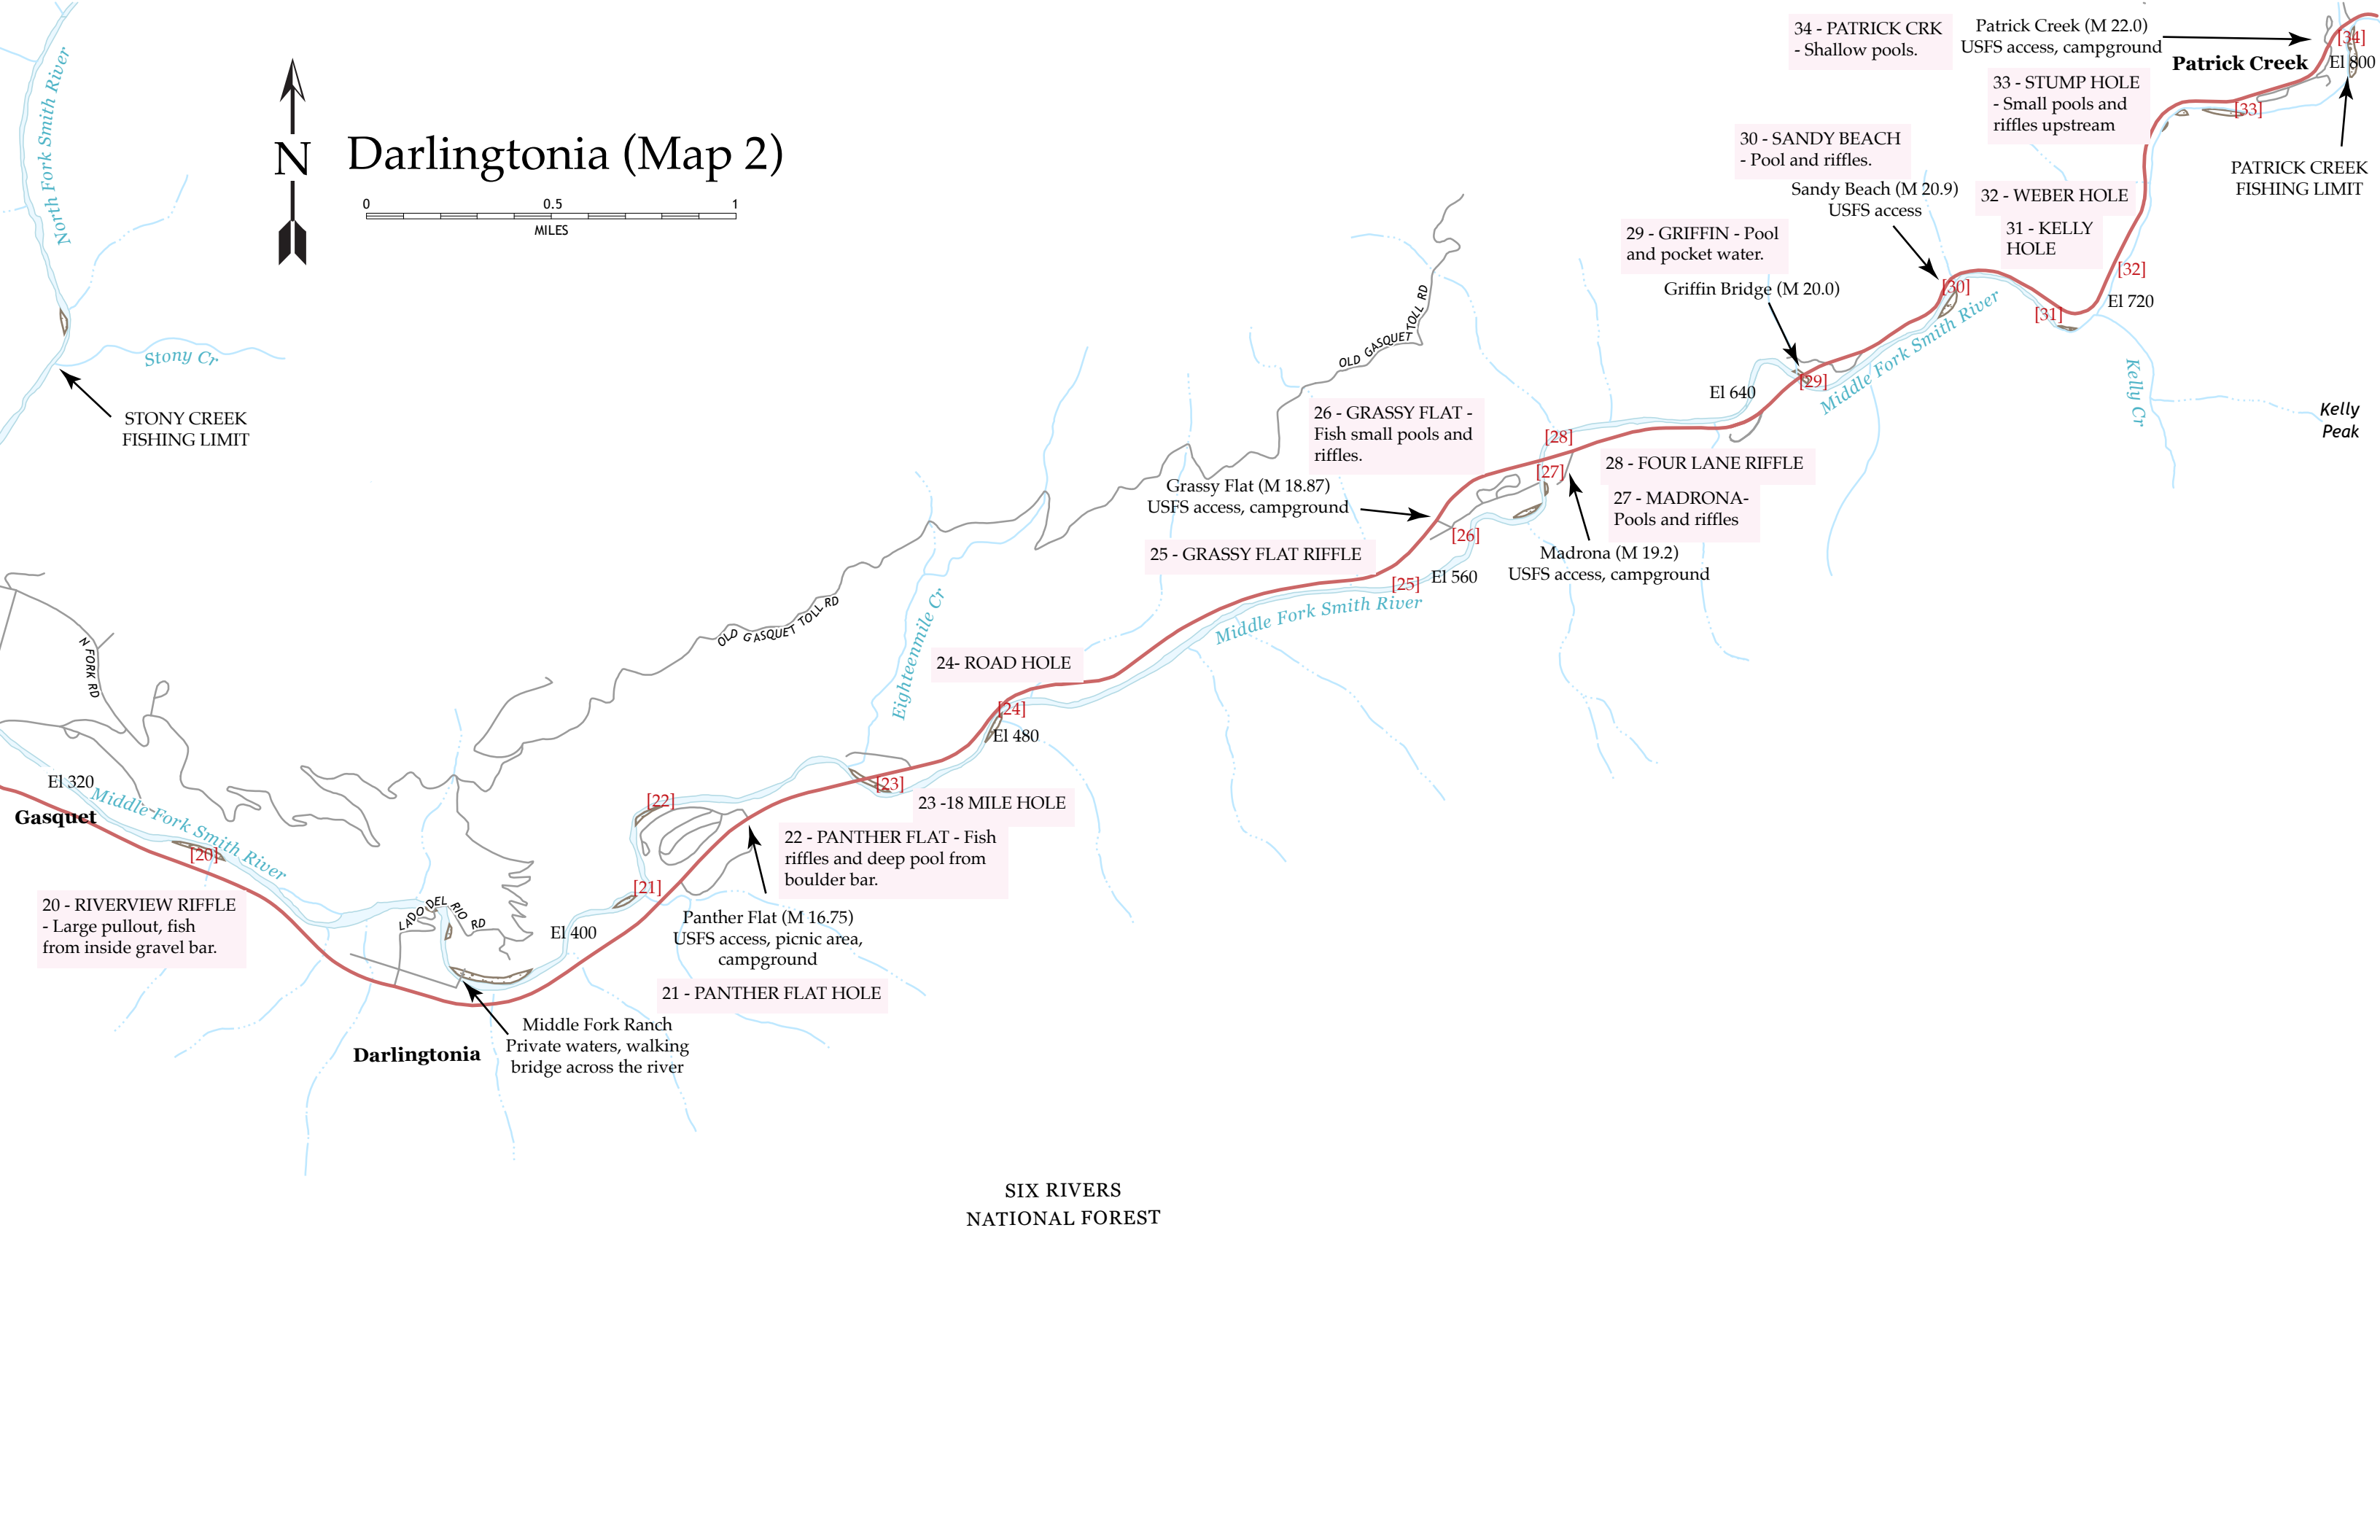 34 - PATRICK CRK
- Shallow pools.
Patrick Creek (M 22.0)
USFS access, campground
[34]
Patrick Creek
El 800
33 - STUMP HOLE
- Small pools and
riffles upstream
[33]
PATRICK CREEK
FISHING LIMIT
North Fork Smith River
N
Darlingtonia (Map 2)
0
0.5
1
MILES
30 - SANDY BEACH
- Pool and riffles.
Sandy Beach (M 20.9)
USFS access
32 - WEBER HOLE
31 - KELLY
HOLE
29 - GRIFFIN - Pool
and pocket water.
Griffin Bridge (M 20.0)
[32]
[30]
El 720
[31]
Middle Fork Smith River
OLD GASQUET TOLL RD
Stony Cr
STONY CREEK
FISHING LIMIT
El 640
[29]
Kelly Cr
Kelly
Peak
26 - GRASSY FLAT -
Fish small pools and
riffles.
[28]
[27]
28 - FOUR LANE RIFFLE
27 - MADRONA-
Pools and riffles
Grassy Flat (M 18.87)
USFS access, campground
[26]
25 - GRASSY FLAT RIFFLE
Madrona (M 19.2)
USFS access, campground
[25]
El 560
Middle Fork Smith River
OLD GASQUET TOLL RD
Eighteenmile Cr
N FORK RD
24- ROAD HOLE
[24]
El 480
El 320
Middle Fork Smith River
Gasquet
[23]
[22]
23 -18 MILE HOLE
22 - PANTHER FLAT - Fish
riffles and deep pool from
boulder bar.
[20]
[21]
20 - RIVERVIEW RIFFLE
- Large pullout, fish
from inside gravel bar.
LADO DEL RIO RD
El 400
Panther Flat (M 16.75)
USFS access, picnic area,
campground
21 - PANTHER FLAT HOLE
Middle Fork Ranch
Private waters, walking
bridge across the river
Darlingtonia
SIX RIVERS
NATIONAL FOREST